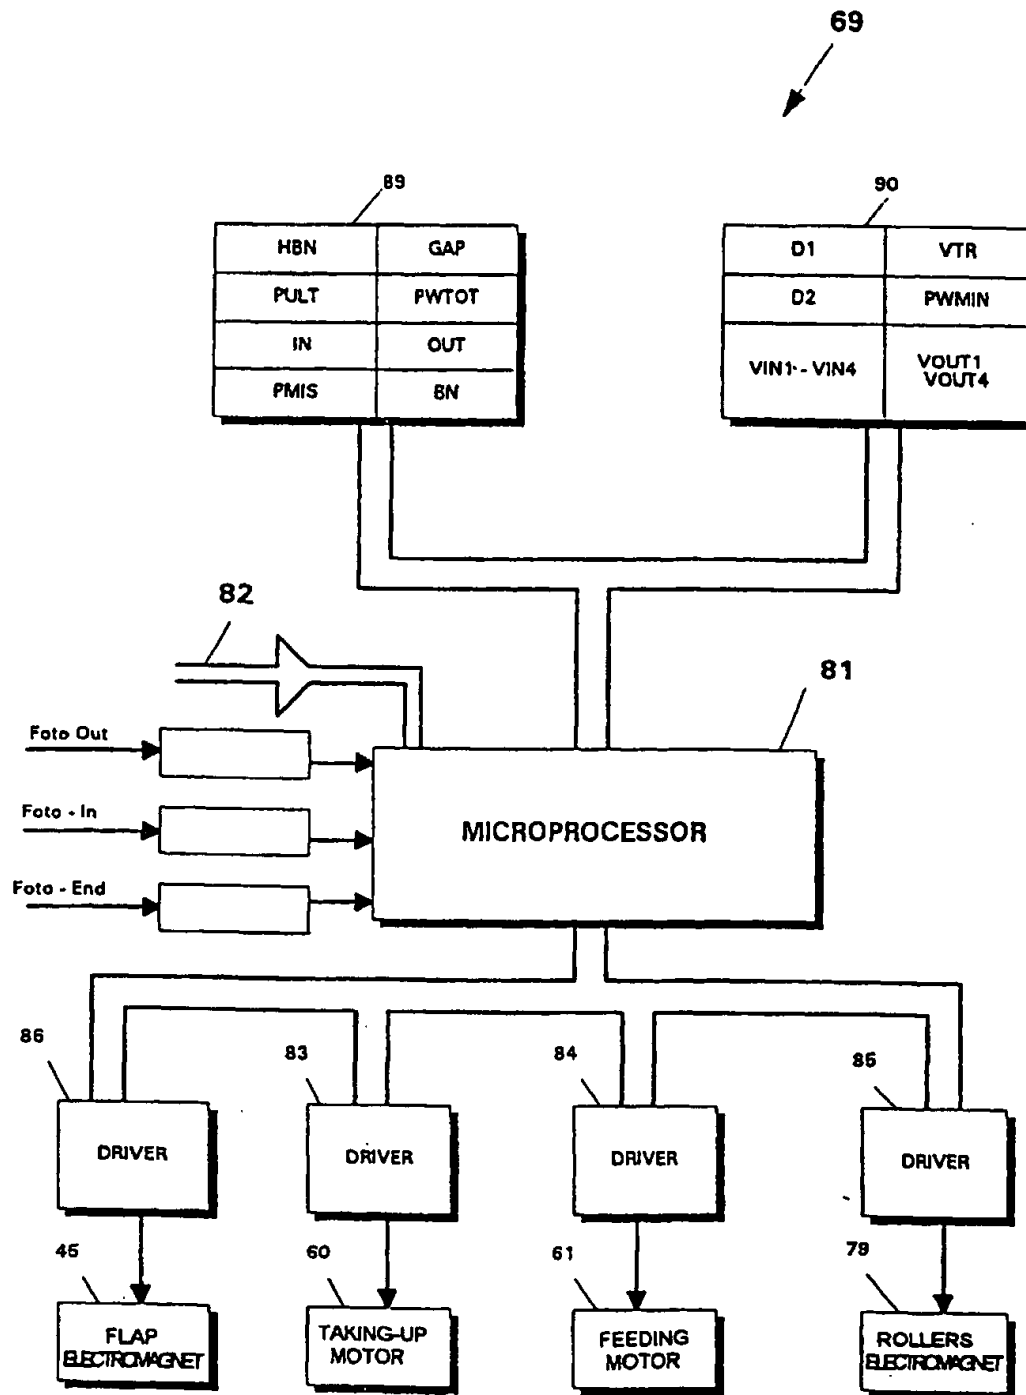 69
89
90
HBN GAP
PULT PWTOT
IN OUT
PMIS BN
D1 VTR
D2 PWMIN
VIN1 - VIN4 VOUT1
VOUT4
82
81
Foto Out
Foto - In
Foto - End
MICROPROCESSOR
86
83
84
85
DRIVER DRIVER DRIVER DRIVER
45
60
61
79
FLAP
ELECTROMAGNET
TAKING-UP
MOTOR
FEEDING
MOTOR
ROLLERS
ELECTROMAGNET